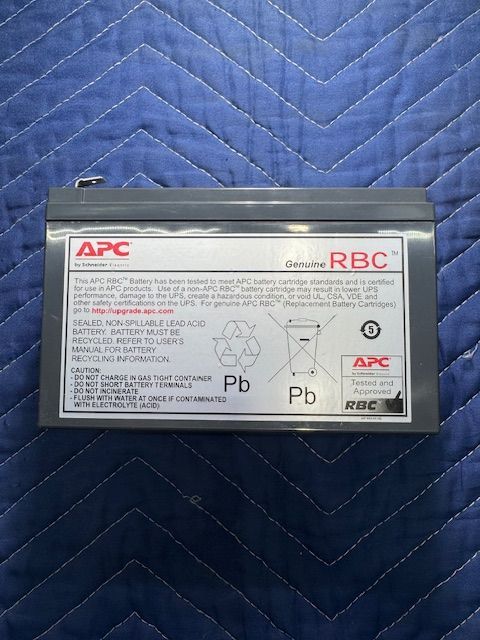 APC
by Schneider Electric
Genuine RBC™
This APC RBC™ Battery has been tested to meet APC battery cartridge standards and is certified
for use in APC products. Use of a non-APC RBC™ battery cartridge may result in lower UPS
performance, damage to the UPS, create a hazardous condition, or void UL, CSA, VDE and
other safety certifications on the UPS. For genuine APC RBC™ (Replacement Battery Cartridges)
go to http://upgrade.apc.com
SEALED, NON-SPILLABLE LEAD ACID
BATTERY. BATTERY MUST BE
RECYCLED. REFER TO USER'S
MANUAL FOR BATTERY
RECYCLING INFORMATION.
CAUTION:
- DO NOT CHARGE IN GAS TIGHT CONTAINER
- DO NOT SHORT BATTERY TERMINALS
- DO NOT INCINERATE
- FLUSH WITH WATER AT ONCE IF CONTAMINATED
WITH ELECTROLYTE (ACID)
Pb
Pb
5
APC
by Schneider Electric
Tested and
Approved
RBC